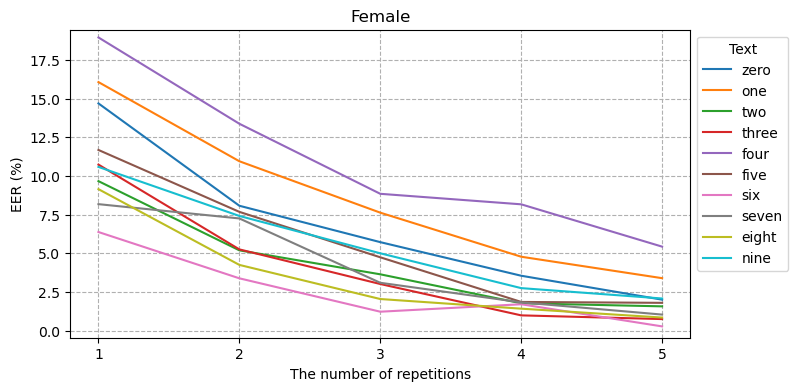 Female
EER (%)
17.5
15.0
12.5
10.0
7.5
5.0
2.5
0.0
1 2 3 4 5
The number of repetitions
Text
zero
one
two
three
four
five
six
seven
eight
nine